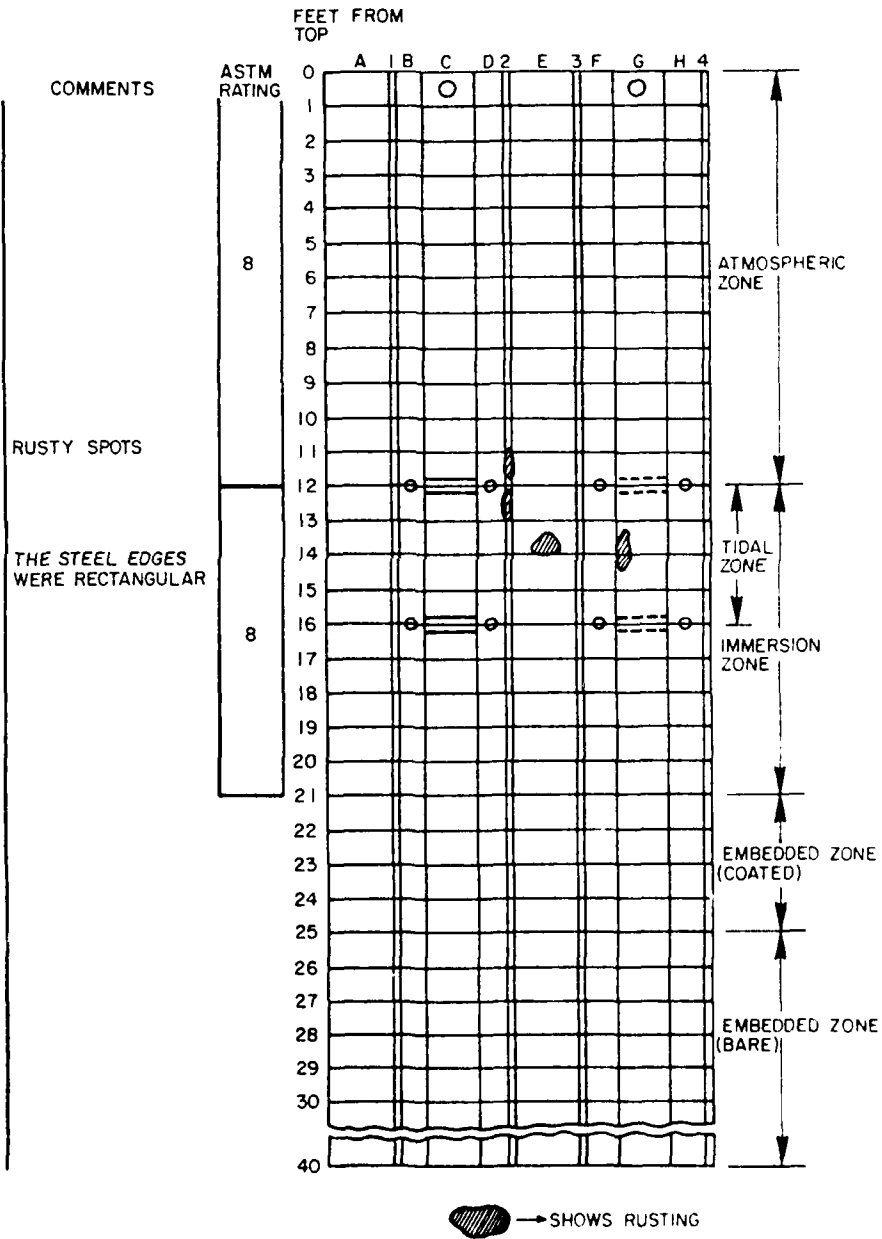 FEET FROM
TOP
COMMENTS
ASTM
RATING
A 1 B C D 2 E 3 F G H 4
0
1
2
3
4
5
8
ATMOSPHERIC
ZONE
6
7
8
9
10
RUSTY SPOTS
11
12
13
THE STEEL EDGES
WERE RECTANGULAR
14
TIDAL
ZONE
15
16
8
IMMERSION
ZONE
17
18
19
20
21
22
23
EMBEDDED ZONE
(COATED)
24
25
26
27
28
EMBEDDED ZONE
(BARE)
29
30
40
SHOWS RUSTING